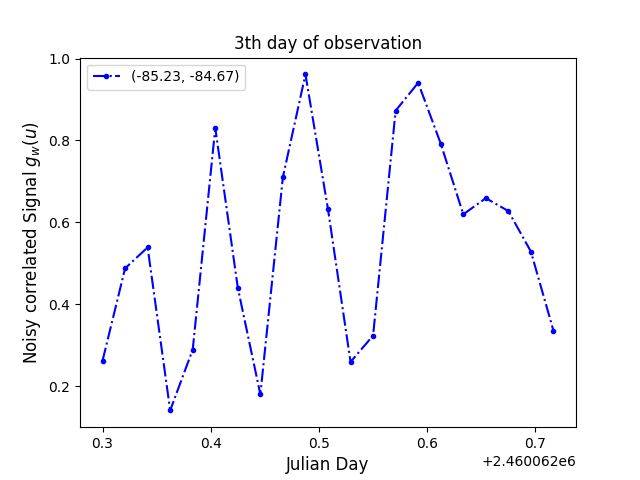 3th day of observation
(-85.23, -84.67)
Noisy correlated Signal g_w(u)
1.0
0.8
0.6
0.4
0.2
0.3 0.4 0.5 0.6 0.7
Julian Day
+2.460062e6